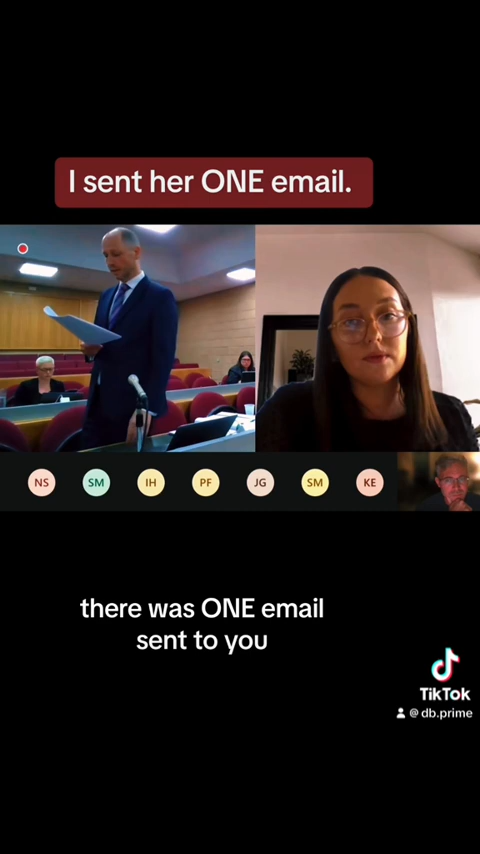 I sent her ONE email.
NS SM IH PF JG SM KE
there was ONE email
sent to you
TikTok
@ db.prime